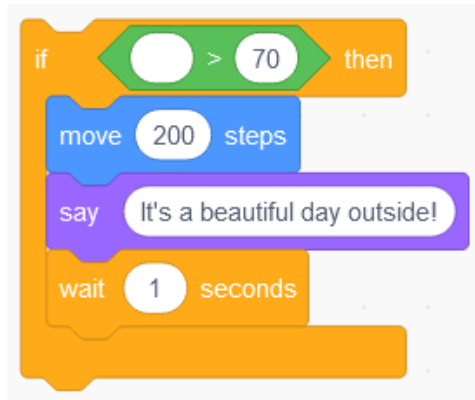 if > 70 then
move 200 steps
say It's a beautiful day outside!
wait 1 seconds